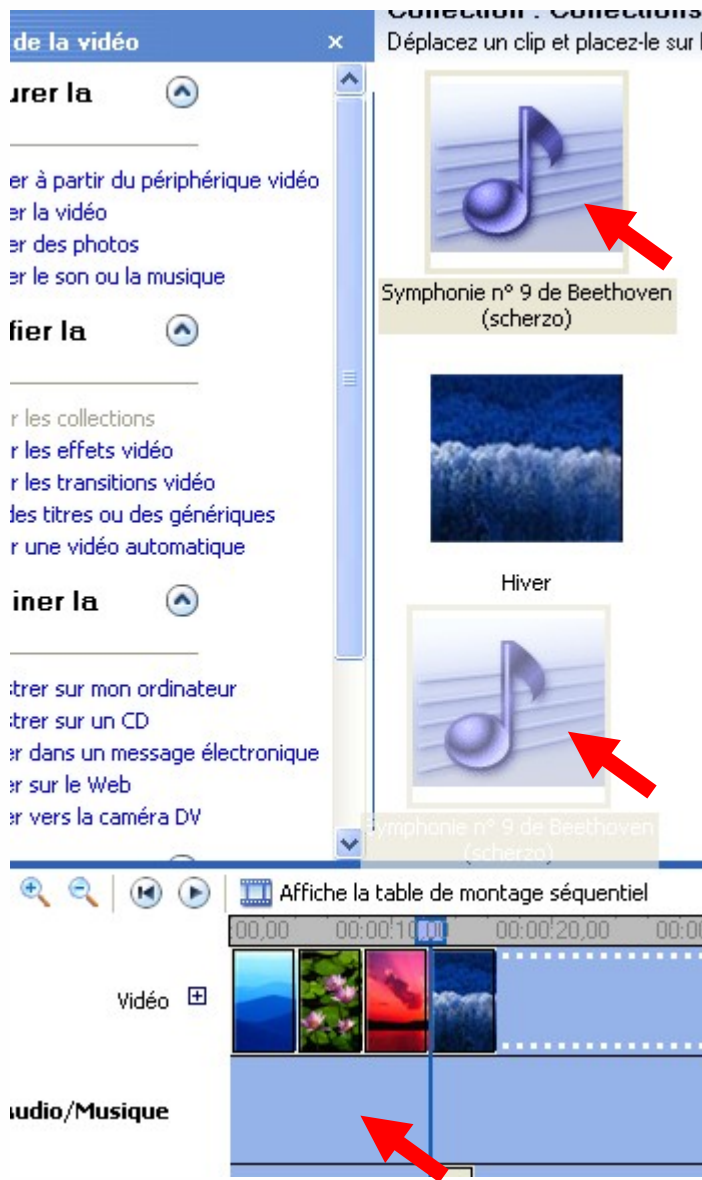 de la vidéo
urer la
er à partir du périphérique vidéo
er la vidéo
er des photos
er le son ou la musique
fier la
r les collections
r les effets vidéo
r les transitions vidéo
des titres ou des génériques
r une vidéo automatique
iner la
strer sur mon ordinateur
strer sur un CD
er dans un message électronique
er sur le Web
er vers la caméra DV
Collection : Collections
Déplacez un clip et placez-le sur l
Symphonie n° 9 de Beethoven
(scherzo)
Hiver
Symphonie n° 9 de Beethoven
(scherzo)
Affiche la table de montage séquentiel
:00,00 00:00:10,00 00:00:20,00 00:0
Vidéo
udio/Musique